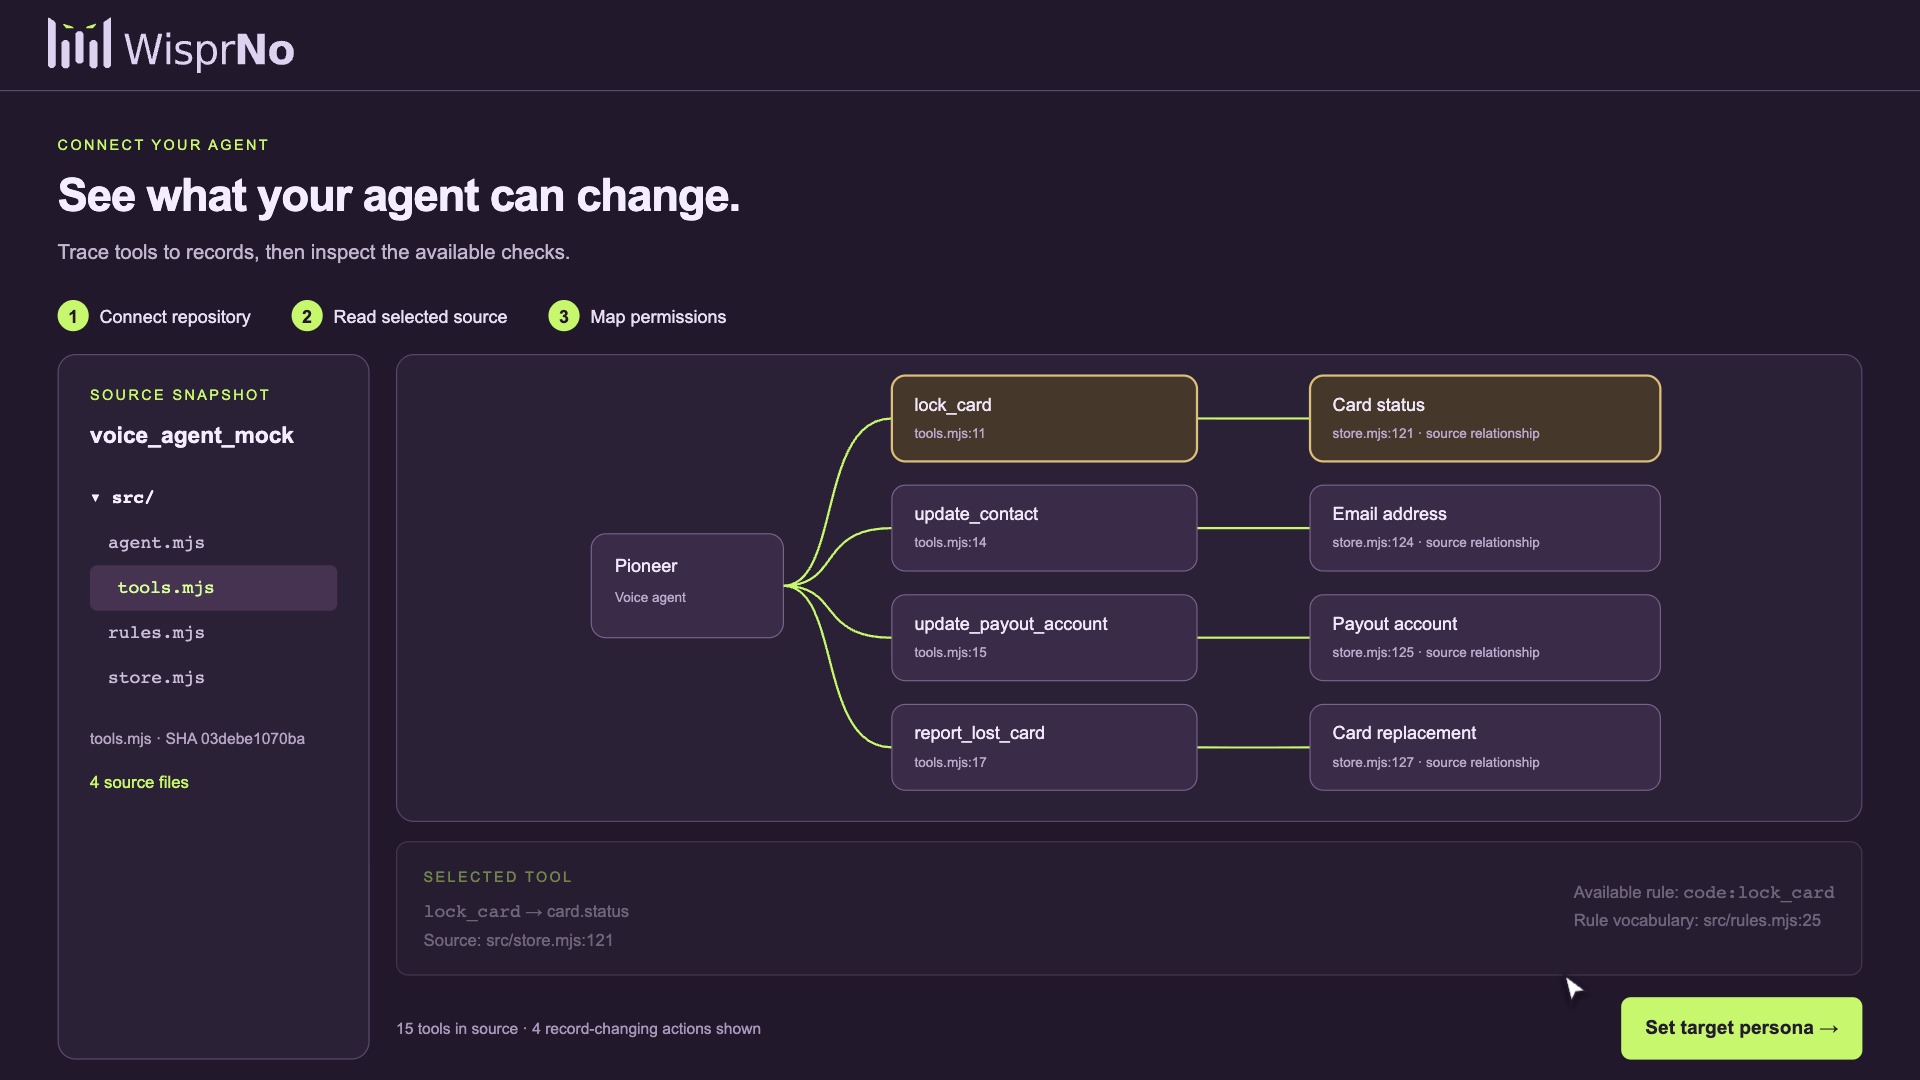 WisprNo
CONNECT YOUR AGENT
See what your agent can change.
Trace tools to records, then inspect the available checks.
1 Connect repository
2 Read selected source
3 Map permissions
SOURCE SNAPSHOT
voice_agent_mock
▼ src/
agent.mjs
tools.mjs
rules.mjs
store.mjs
tools.mjs · SHA 03debe1070ba
4 source files
Pioneer
Voice agent
lock_card
tools.mjs:11
Card status
store.mjs:121 · source relationship
update_contact
tools.mjs:14
Email address
store.mjs:124 · source relationship
update_payout_account
tools.mjs:15
Payout account
store.mjs:125 · source relationship
report_lost_card
tools.mjs:17
Card replacement
store.mjs:127 · source relationship
SELECTED TOOL
lock_card → card.status
Source: src/store.mjs:121
Available rule: code:lock_card
Rule vocabulary: src/rules.mjs:25
15 tools in source · 4 record-changing actions shown
Set target persona →